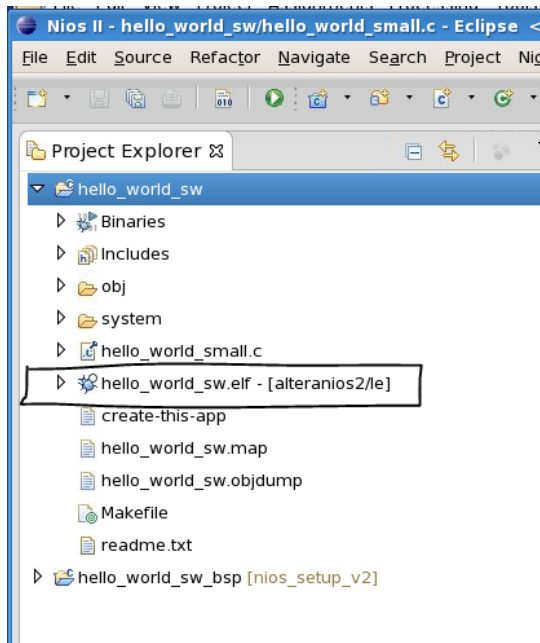 Nios II - hello_world_sw/hello_world_small.c - Eclipse <
File Edit Source Refactor Navigate Search Project Nig
Project Explorer
hello_world_sw
Binaries
Includes
obj
system
hello_world_small.c
hello_world_sw.elf - [alteranios2/le]
create-this-app
hello_world_sw.map
hello_world_sw.objdump
Makefile
readme.txt
hello_world_sw_bsp [nios_setup_v2]